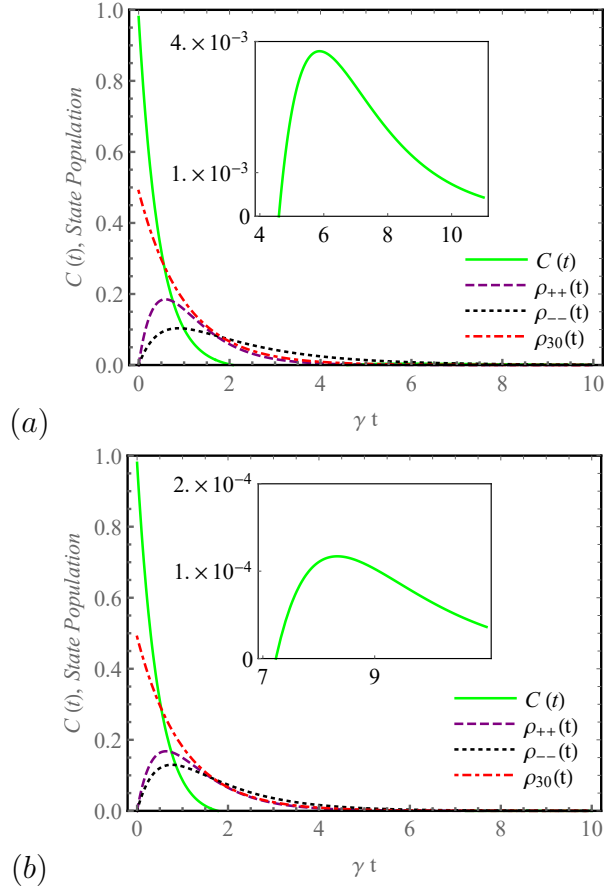 1.0
0.8
0.6
0.4
0.2
0.0
C (t), State Population
4.×10⁻³
1.×10⁻³
0
4 6 8 10
C (t)
ρ₊₊(t)
ρ₋₋(t)
ρ₃₀(t)
0 2 4 6 8 10
γ t
(a)
1.0
0.8
0.6
0.4
0.2
0.0
C (t), State Population
2.×10⁻⁴
1.×10⁻⁴
0
7 9
C (t)
ρ₊₊(t)
ρ₋₋(t)
ρ₃₀(t)
0 2 4 6 8 10
γ t
(b)